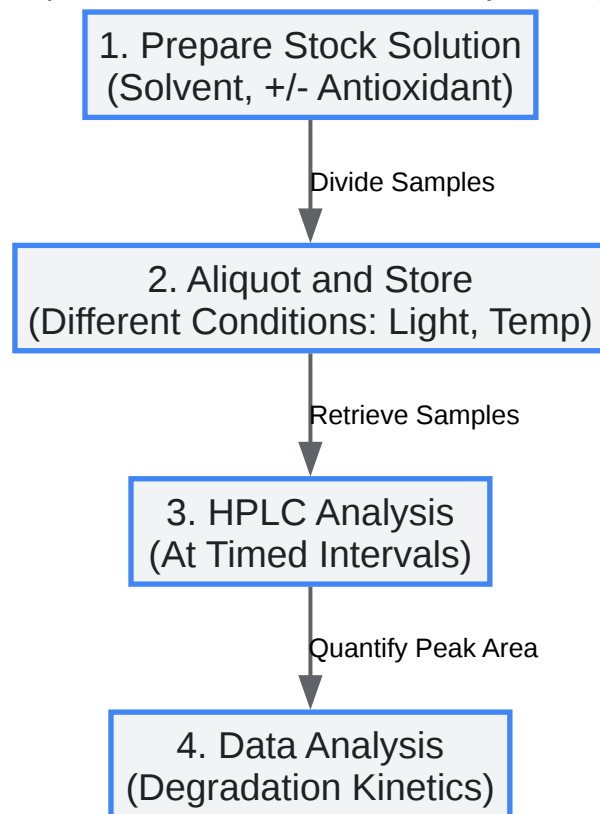 1. Prepare Stock Solution
(Solvent, +/- Antioxidant)
Divide Samples
2. Aliquot and Store
(Different Conditions: Light, Temp)
Retrieve Samples
3. HPLC Analysis
(At Timed Intervals)
Quantify Peak Area
4. Data Analysis
(Degradation Kinetics)